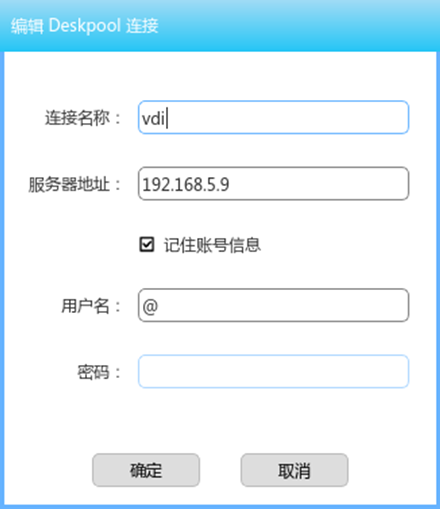 编辑 Deskpool 连接
连接名称： vdi
服务器地址： 192.168.5.9
记住账号信息
用户名： @
密码：
确定 取消